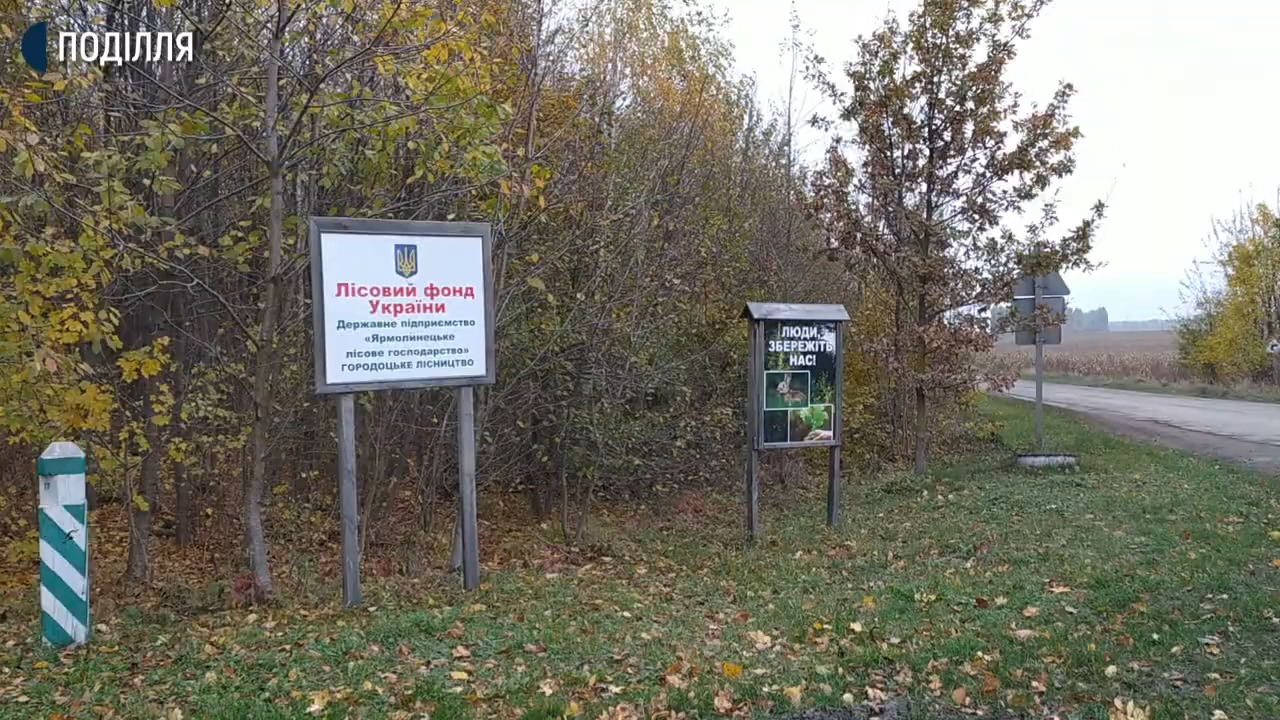 ПОДІЛЛЯ
Лісовий фонд
України
Державне підприємство
«Ярмолинецьке
лісове господарство»
ГОРОДОЦЬКЕ ЛІСНИЦТВО
ЛЮДИ,
ЗБЕРЕЖІТЬ
НАС!